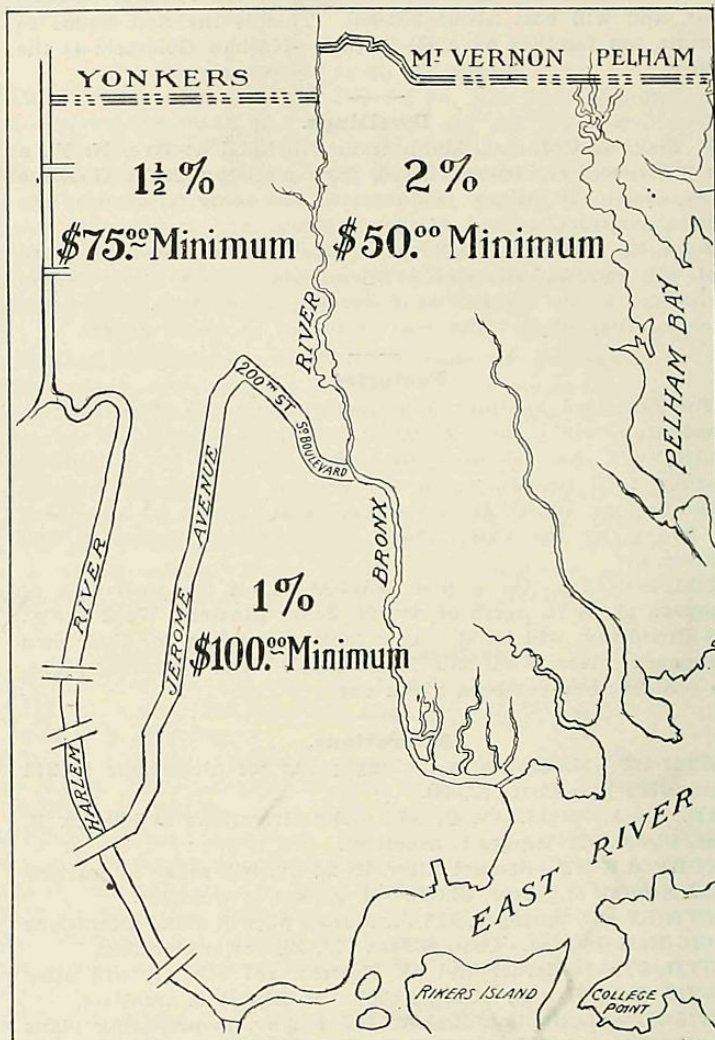 YONKERS
MT VERNON
PELHAM
1½%
$75.00 Minimum
2%
$50.00 Minimum
RIVER
PELHAM BAY
200TH ST
SO BOULEVARD
JEROME AVENUE
BRONX
HARLEM RIVER
1%
$100.00 Minimum
EAST RIVER
RIKERS ISLAND
COLLEGE
POINT